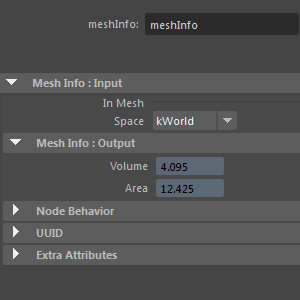 meshInfo: meshInfo
Mesh Info : Input
In Mesh
Space kWorld
Mesh Info : Output
Volume 4.095
Area 12.425
Node Behavior
UUID
Extra Attributes